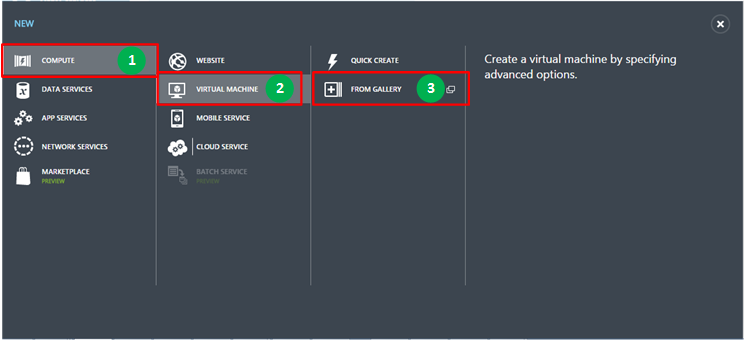 NEW
COMPUTE
1
DATA SERVICES
APP SERVICES
NETWORK SERVICES
MARKETPLACE
PREVIEW
WEBSITE
VIRTUAL MACHINE
2
MOBILE SERVICE
CLOUD SERVICE
BATCH SERVICE
PREVIEW
QUICK CREATE
FROM GALLERY
3
Create a virtual machine by specifying
advanced options.